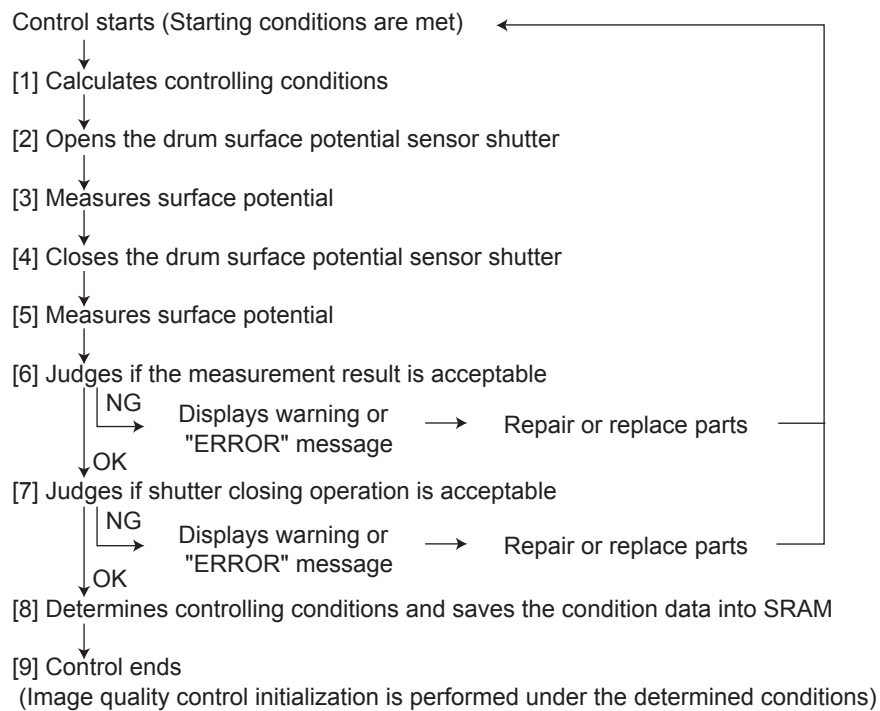 Control starts (Starting conditions are met)
[1] Calculates controlling conditions
[2] Opens the drum surface potential sensor shutter
[3] Measures surface potential
[4] Closes the drum surface potential sensor shutter
[5] Measures surface potential
[6] Judges if the measurement result is acceptable
NG
Displays warning or
"ERROR" message
Repair or replace parts
OK
[7] Judges if shutter closing operation is acceptable
NG
Displays warning or
"ERROR" message
Repair or replace parts
OK
[8] Determines controlling conditions and saves the condition data into SRAM
[9] Control ends
(Image quality control initialization is performed under the determined conditions)